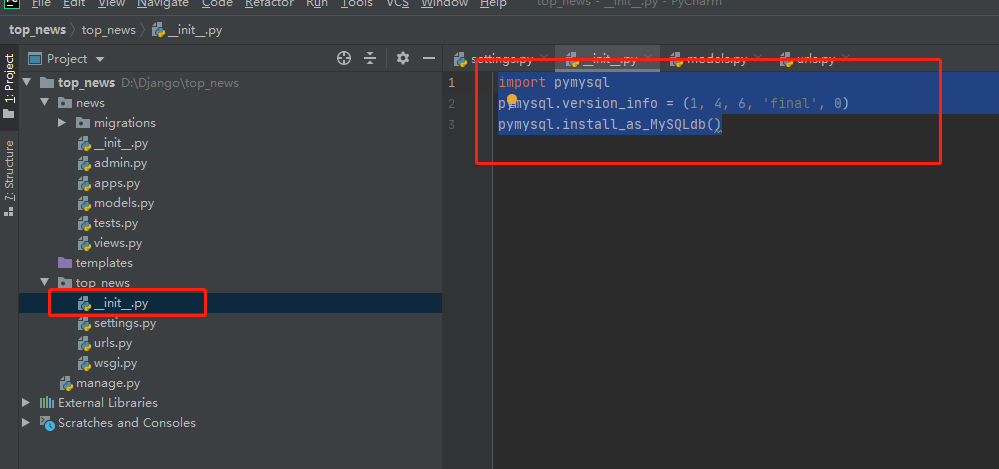 File Edit View Navigate Code Refactor Run Tools VCS Window Help top_news - __init__.py - PyCharm
top_news top_news __init__.py
1: Project
7: Structure
Project
top_news D:\Django\top_news
news
migrations
__init__.py
admin.py
apps.py
models.py
tests.py
views.py
templates
top_news
__init__.py
settings.py
urls.py
wsgi.py
manage.py
External Libraries
Scratches and Consoles
settings.py __init__.py models.py urls.py
1 import pymysql
2 pymysql.version_info = (1, 4, 6, 'final', 0)
3 pymysql.install_as_MySQLdb()